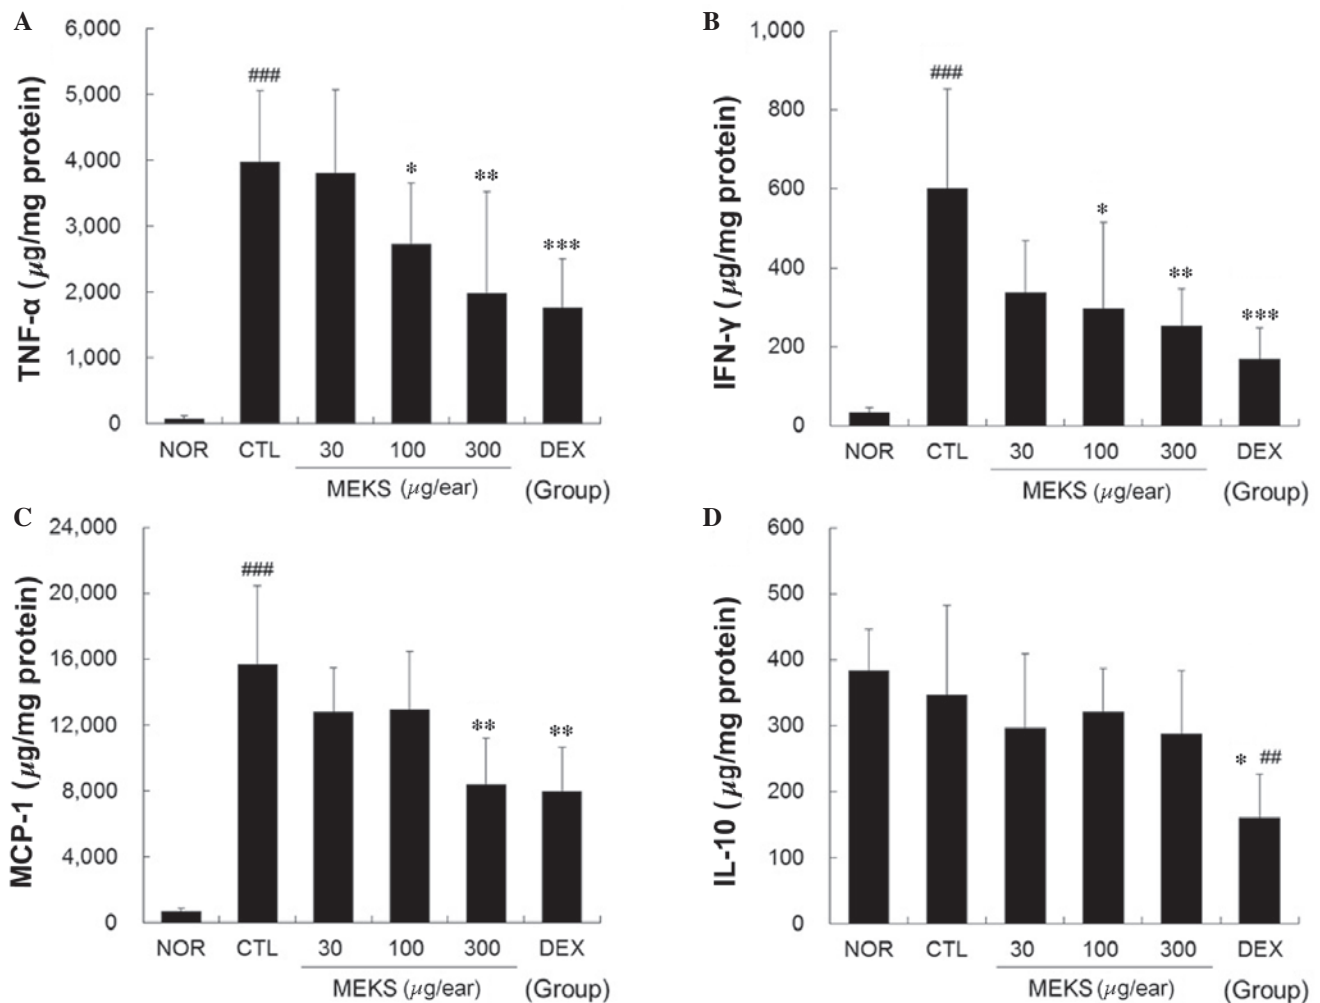 A
TNF-α (µg/mg protein)
6,000
5,000
4,000
3,000
2,000
1,000
0
###
*
**
***
NOR CTL 30 100 300 DEX
MEKS (µg/ear) (Group)
B
IFN-γ (µg/mg protein)
1,000
800
600
400
200
0
###
*
**
***
NOR CTL 30 100 300 DEX
MEKS (µg/ear) (Group)
C
MCP-1 (µg/mg protein)
24,000
20,000
16,000
12,000
8,000
4,000
0
###
**
**
NOR CTL 30 100 300 DEX
MEKS (µg/ear) (Group)
D
IL-10 (µg/mg protein)
600
500
400
300
200
100
0
* ##
NOR CTL 30 100 300 DEX
MEKS (µg/ear) (Group)